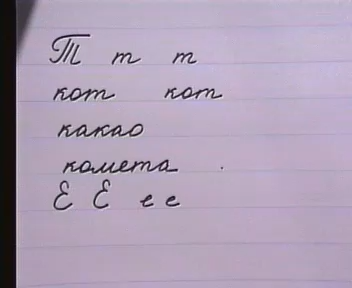 Т т т
кот кот
какао
комета
Е Е е е